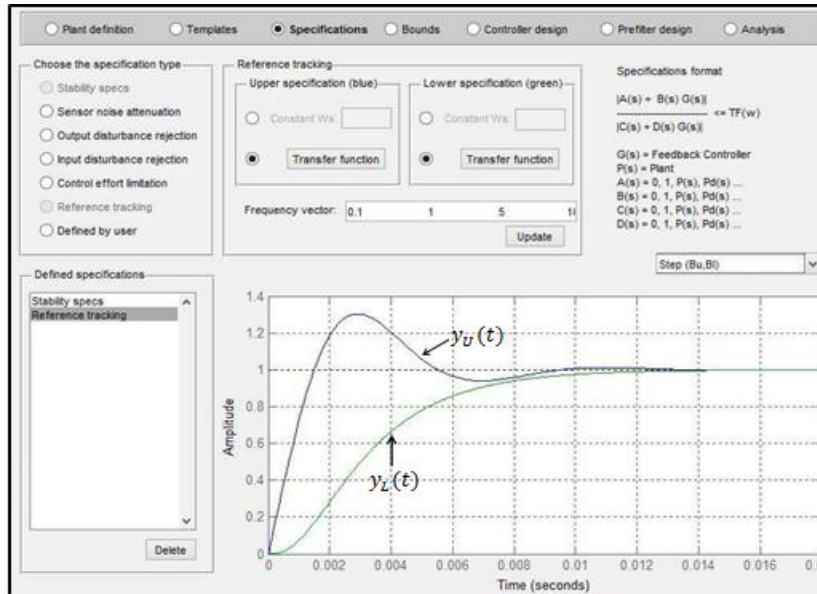 Plant definition Templates Specifications Bounds Controller design Prefilter design Analysis
Choose the specification type
Stability specs
Sensor noise attenuation
Output disturbance rejection
Input disturbance rejection
Control effort limitation
Reference tracking
Defined by user
Reference tracking
Upper specification (blue)
Constant Ws:
Transfer function
Lower specification (green)
Constant Ws:
Transfer function
Frequency vector: 0.1 1 5
Update
Specifications format
|A(s) + B(s) G(s)|
------------------------ <= TF(w)
|C(s) + D(s) G(s)|
G(s) = Feedback Controller
P(s) = Plant
A(s) = 0, 1, P(s), Pd(s) ...
B(s) = 0, 1, P(s), Pd(s) ...
C(s) = 0, 1, P(s), Pd(s) ...
D(s) = 0, 1, P(s), Pd(s) ...
Step (Bu,Bl)
Defined specifications
Stability specs
Reference tracking
Delete
1.4
1.2
1
0.8
0.6
0.4
0.2
0
Amplitude
y_U(t)
y_L(t)
0 0.002 0.004 0.006 0.008 0.01 0.012 0.014 0.016
Time (seconds)